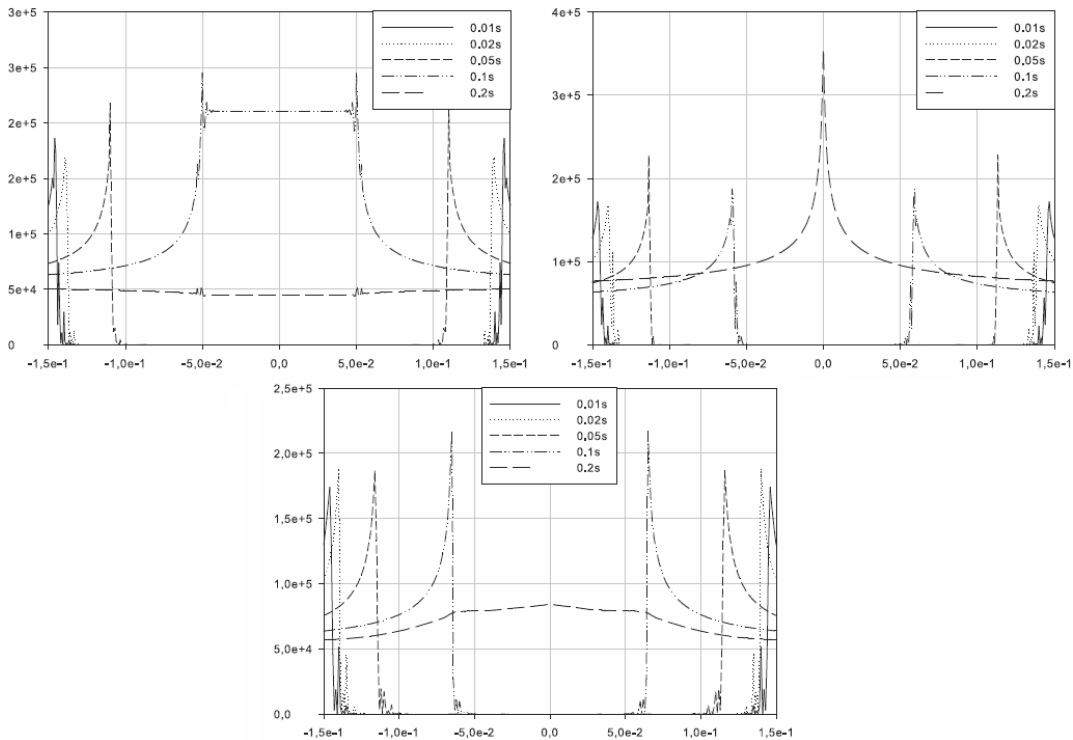 3e+5
3e+5
2e+5
2e+5
1e+5
5e+4
0
-1,5e-1
-1,0e-1
-5,0e-2
0,0
5,0e-2
1,0e-1
1,5e-1
0.01s
0.02s
0.05s
0.1s
0.2s
4e+5
4e+5
3e+5
2e+5
1e+5
0
-1,5e-1
-1,0e-1
-5,0e-2
0,0
5,0e-2
1,0e-1
1,5e-1
0.01s
0.02s
0.05s
0.1s
0.2s
2,5e+5
2,0e+5
1,5e+5
1,0e+5
5,0e+4
0,0
-1,5e-1
-1,0e-1
-5,0e-2
0,0
5,0e-2
1,0e-1
1,5e-1
0.01s
0.02s
0.05s
0.1s
0.2s